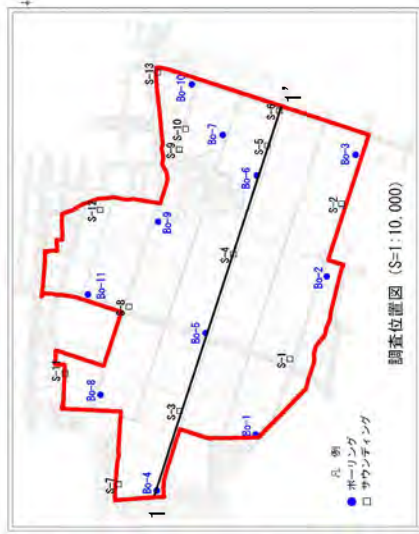 調査位置図 (S=1:10,000)
S-13
Bo-10
S-6
1'
S-10
S-9
Bo-7
S-5
Bo-6
Bo-3
S-2
S-12
Bo-9
S-4
Bo-2
Bo-11
S-8
Bo-5
S-1
S-11
Bo-8
S-3
Bo-1
S-7
Bo-4
1
凡 例
ボーリング
サウンディング